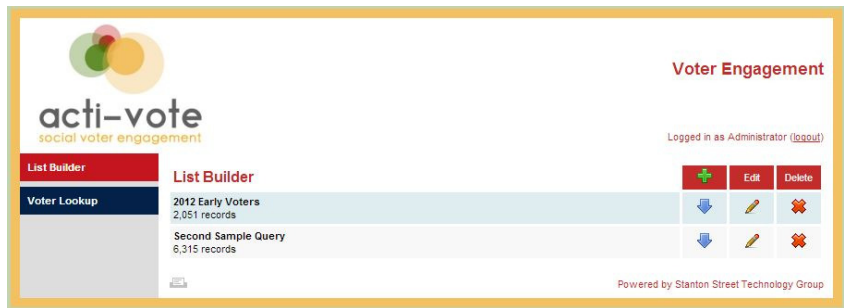 Voter Engagement
acti-vote
social voter engagement
Logged in as Administrator (logout)
List Builder
Voter Lookup
List Builder
Edit
Delete
2012 Early Voters
2,051 records
Second Sample Query
6,315 records
Powered by Stanton Street Technology Group